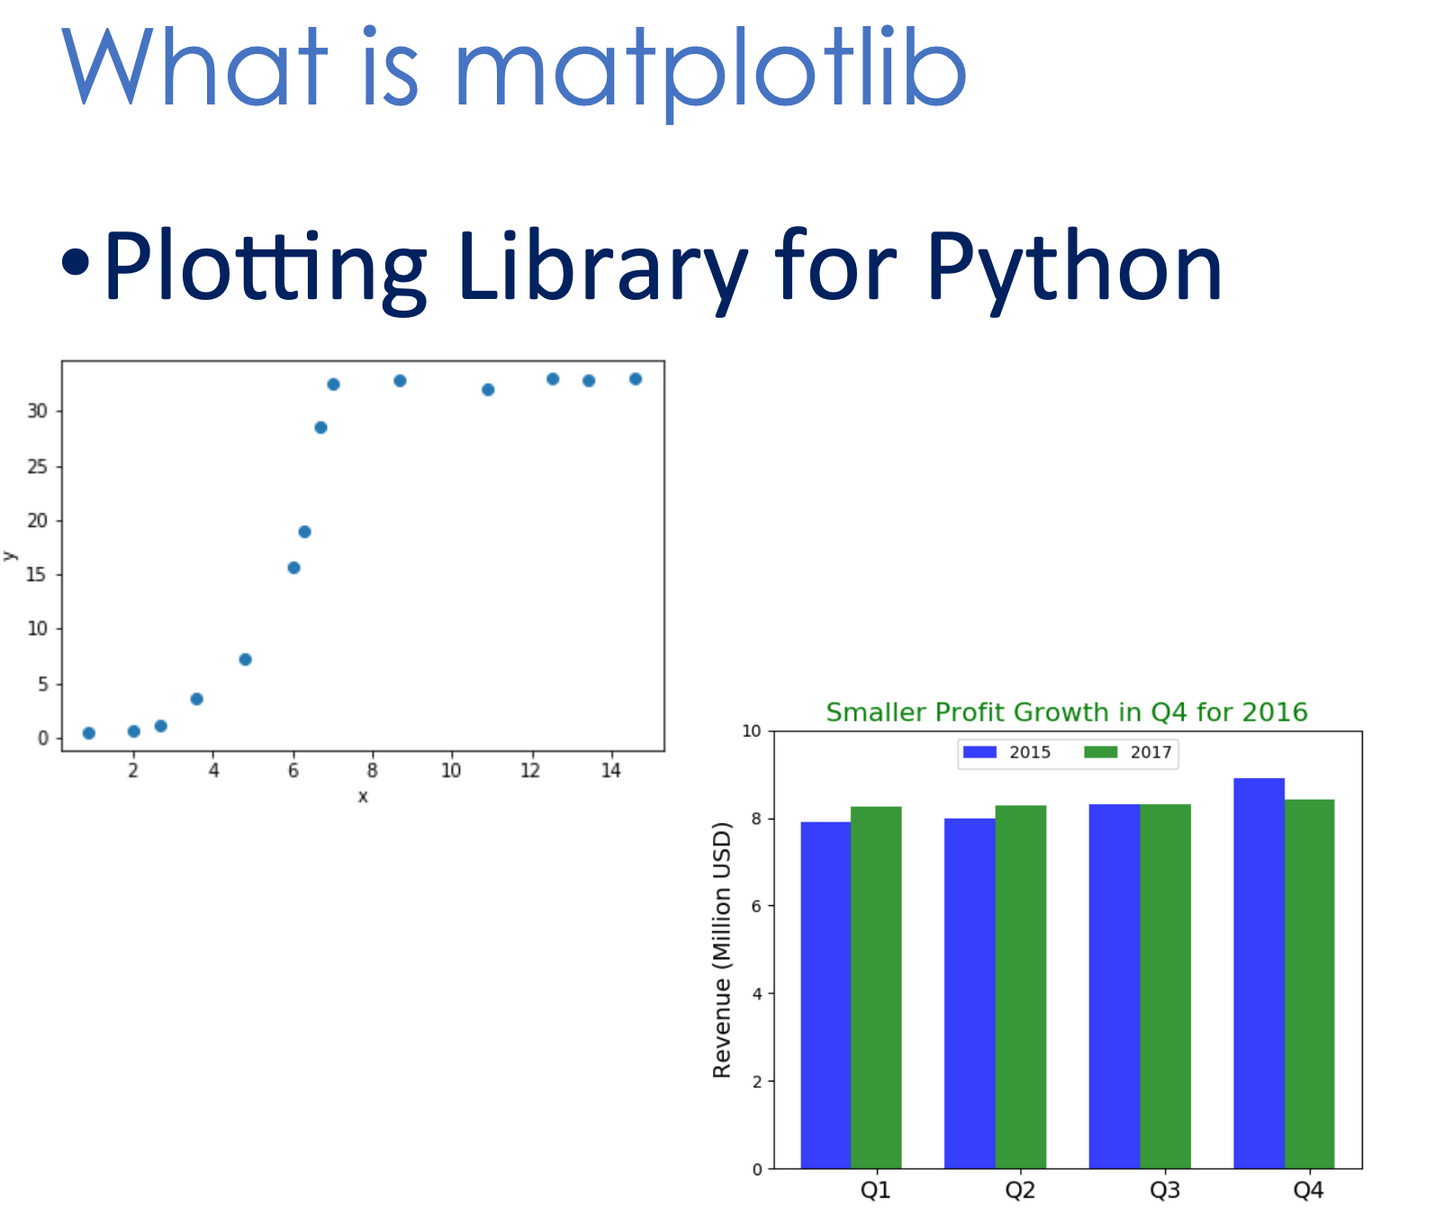 What is matplotlib
•Plotting Library for Python
30
25
20
15
10
5
0
y
2 4 6 8 10 12 14
x
Smaller Profit Growth in Q4 for 2016
2015 2017
10
8
6
4
2
0
Revenue (Million USD)
Q1 Q2 Q3 Q4